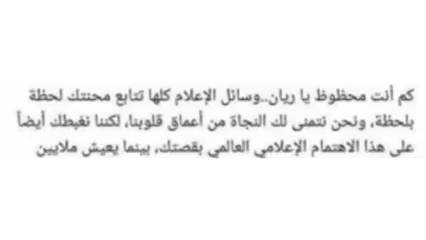 كم أنت محظوظ يا ريان..وسائل الإعلام كلها تتابع محنتك لحظة
بلحظة، ونحن نتمنى لك النجاة من أعماق قلوبنا، لكننا نغبطك أيضاً
على هذا الاهتمام الإعلامي العالمي بقصتك، بينما يعيش ملايين